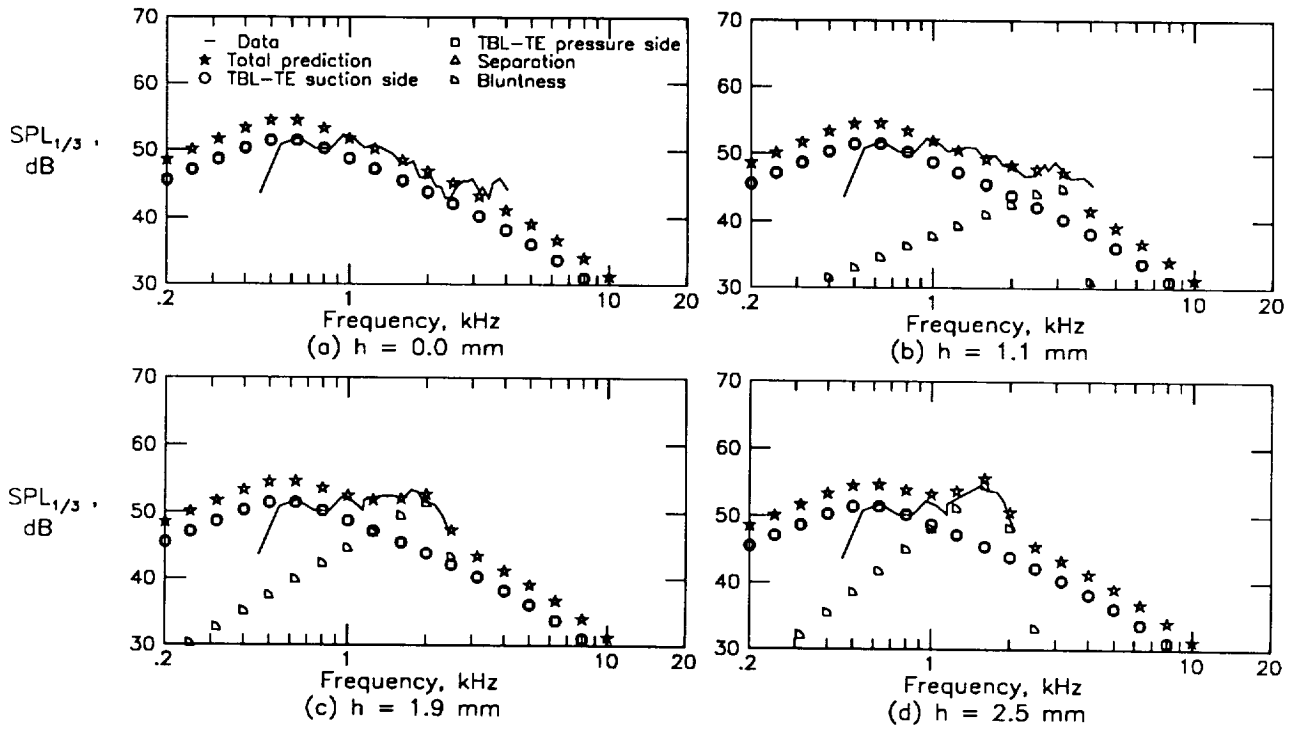 70
60
50
40
30
SPL1/3 ,
dB
— Data
☆ Total prediction
○ TBL-TE suction side
□ TBL-TE pressure side
△ Separation
Bluntness
.2
1
10
20
Frequency, kHz
(a) h = 0.0 mm
70
60
50
40
30
.2
1
10
20
Frequency, kHz
(b) h = 1.1 mm
70
60
50
40
30
SPL1/3 ,
dB
.2
1
10
20
Frequency, kHz
(c) h = 1.9 mm
70
60
50
40
30
.2
1
10
20
Frequency, kHz
(d) h = 2.5 mm